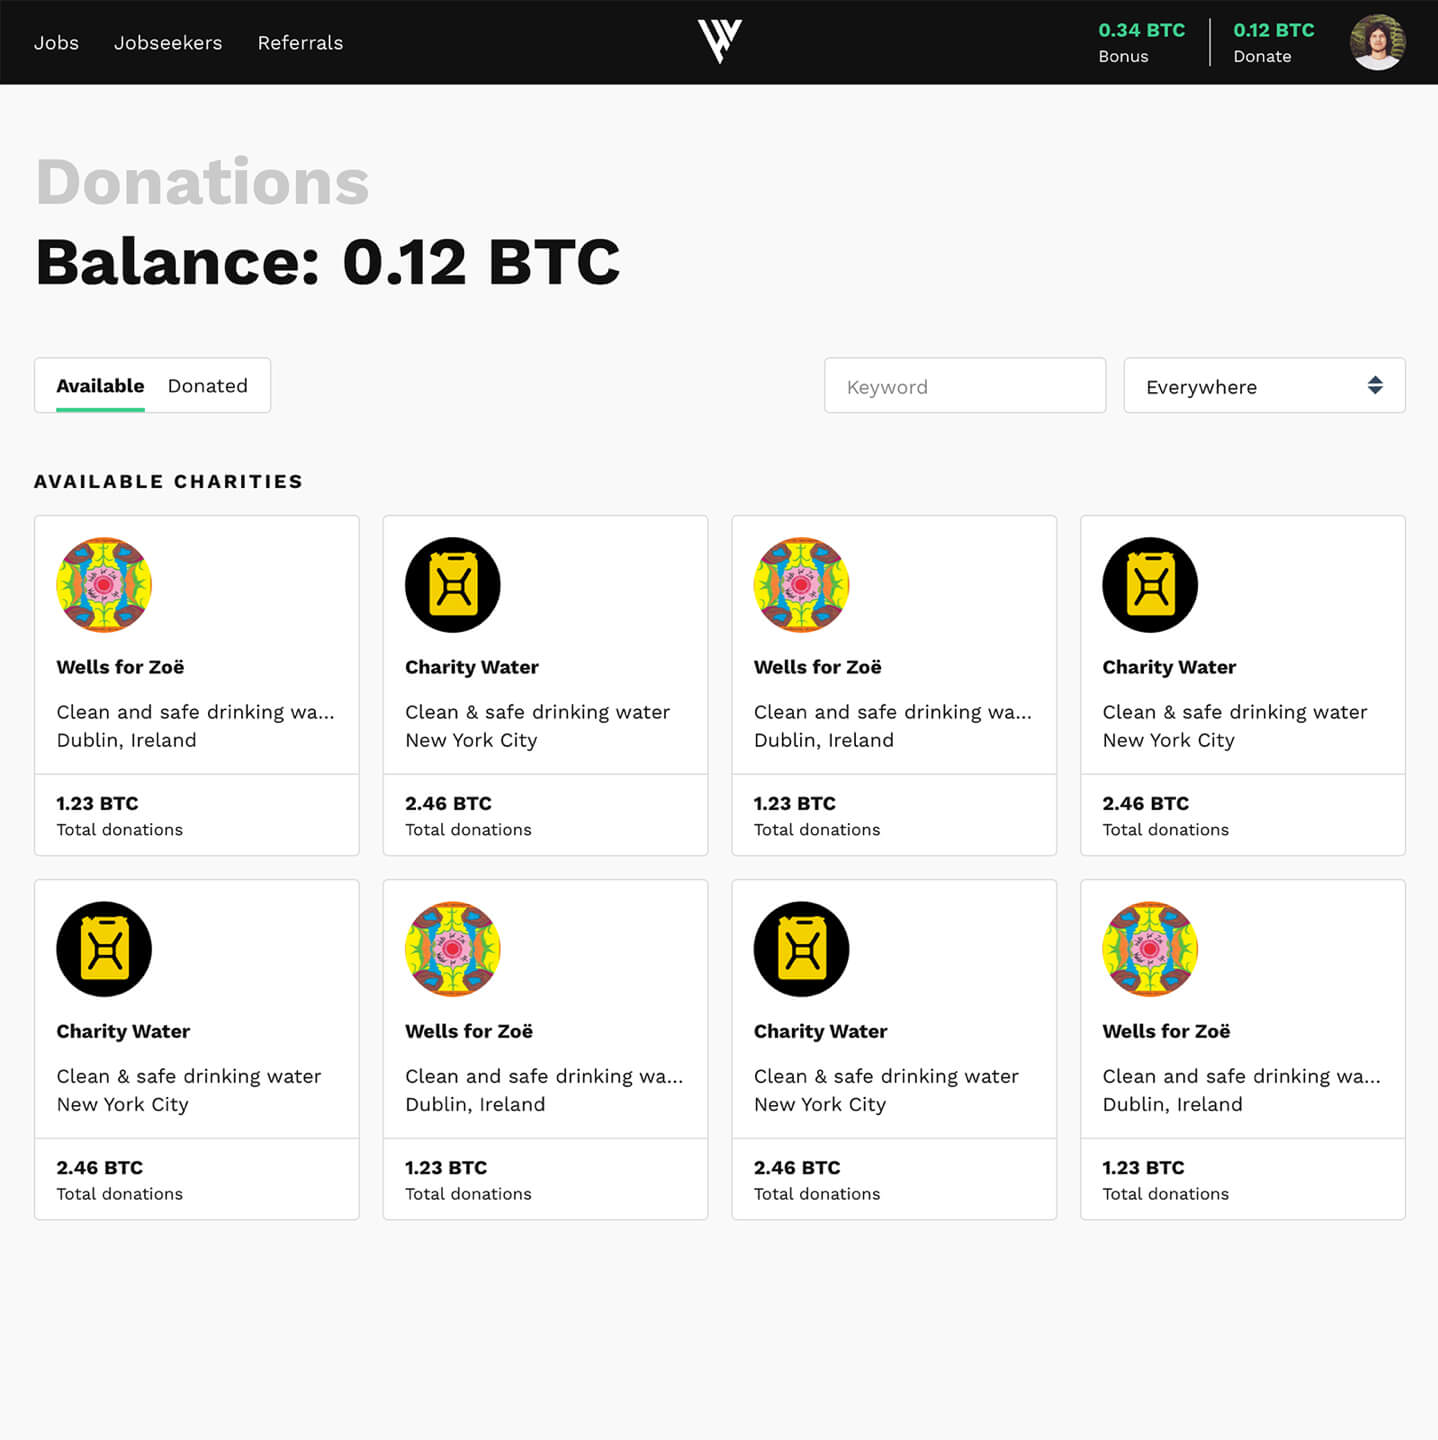 Jobs Jobseekers Referrals
0.34 BTC
Bonus
0.12 BTC
Donate
Donations
Balance: 0.12 BTC
Available Donated
Keyword
Everywhere
AVAILABLE CHARITIES
Wells for Zoë
Clean and safe drinking wa...
Dublin, Ireland
1.23 BTC
Total donations
Charity Water
Clean & safe drinking water
New York City
2.46 BTC
Total donations
Wells for Zoë
Clean and safe drinking wa...
Dublin, Ireland
1.23 BTC
Total donations
Charity Water
Clean & safe drinking water
New York City
2.46 BTC
Total donations
Charity Water
Clean & safe drinking water
New York City
2.46 BTC
Total donations
Wells for Zoë
Clean and safe drinking wa...
Dublin, Ireland
1.23 BTC
Total donations
Charity Water
Clean & safe drinking water
New York City
2.46 BTC
Total donations
Wells for Zoë
Clean and safe drinking wa...
Dublin, Ireland
1.23 BTC
Total donations